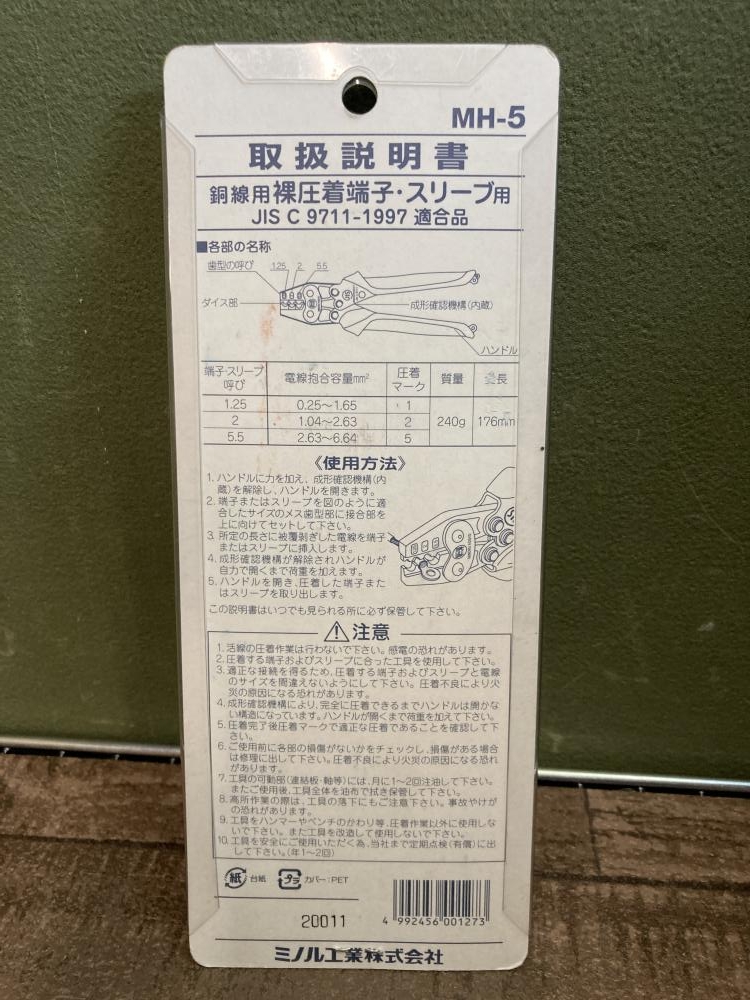 MH-5
取扱説明書
銅線用裸圧着端子・スリーブ用
JIS C 9711-1997 適合品
■各部の名称
歯型の呼び 1.25 2 5.5
ダイス部
成形確認機構(内蔵)
ハンドル
端子・スリーブ呼び 電線抱合容量mm² 圧着マーク 質量 全長
1.25 0.25〜1.65 1
2 1.04〜2.63 2 240g 176mm
5.5 2.63〜6.64 5
《使用方法》
1. ハンドルに力を加え、成形確認機構(内
蔵)を解除し、ハンドルを開きます。
2. 端子またはスリーブを図のように適
合したサイズのメス歯型部に接合部を
上に向けてセットして下さい。
3. 所定の長さに被覆剥ぎした電線を端子
またはスリーブに挿入します。
4. 成形確認機構が解除されハンドルが
自力で開くまで荷重を加えます。
5. ハンドルを開き、圧着した端子また
はスリーブを取り出します。
この説明書はいつでも見られる所に必ず保管して下さい。
⚠注意
1. 活線の圧着作業は行わないで下さい。感電の恐れがあります。
2. 圧着する端子およびスリーブに合った工具を使用して下さい。
3. 適正な接続を得るため、圧着する端子およびスリーブと電線
のサイズを間違えないようにして下さい。圧着不良により火
災の原因になる恐れがあります。
4. 成形確認機構により、完全に圧着できるまでハンドルは開かな
い構造になっています。ハンドルが開くまで荷重を加えて下さい。
5. 圧着完了後圧着マークで適正な圧着であることを確認して下
さい。
6. ご使用前に各部の損傷がないかをチェックし、損傷がある場合
は修理に出して下さい。圧着不良により火災の原因になる恐れ
があります。
7. 工具の可動部(連結板・軸等)には、月に1〜2回注油して下さい。
またご使用後、工具全体を油布で拭き保管して下さい。
8. 高所作業の際は、工具の落下にもご注意下さい。事故やけが
の恐れがあります。
9. 工具をハンマーやペンチのかわり等、圧着作業以外に使用しな
いで下さい。また工具を改造して使用しないで下さい。
10. 工具を安全にご使用いただく為、当社まで定期点検(有償)に出
して下さい。(年1〜2回)
紙 台紙 プラ カバー：PET
20011
4 992456 001273
ミノル工業株式会社